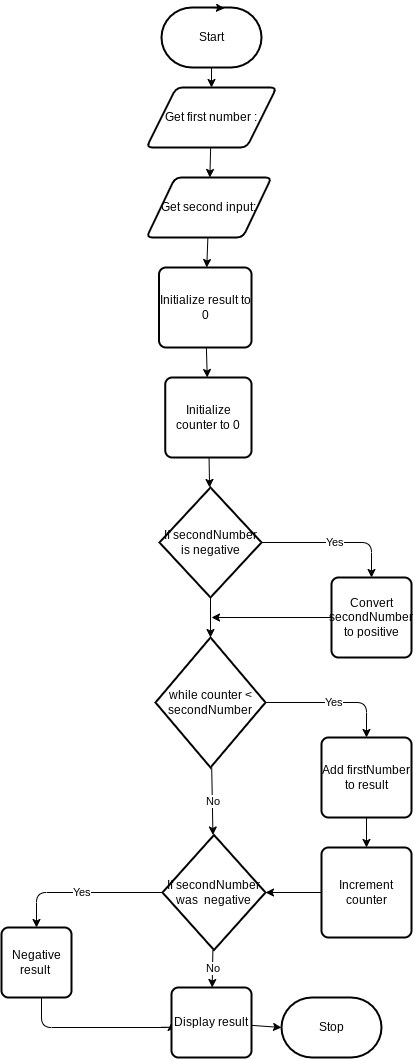 Start
Get first number :
Get second input:
Initialize result to
0
Initialize
counter to 0
If secondNumber
is negative
Yes
Convert
secondNumber
to positive
while counter <
secondNumber
Yes
Add firstNumber
to result
No
If secondNumber
was negative
Increment
counter
Yes
Negative
result
No
Display result
Stop